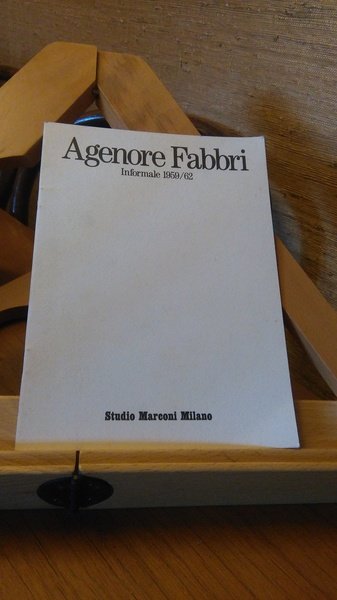 Agenore Fabbri
Informale 1959/62
Studio Marconi Milano